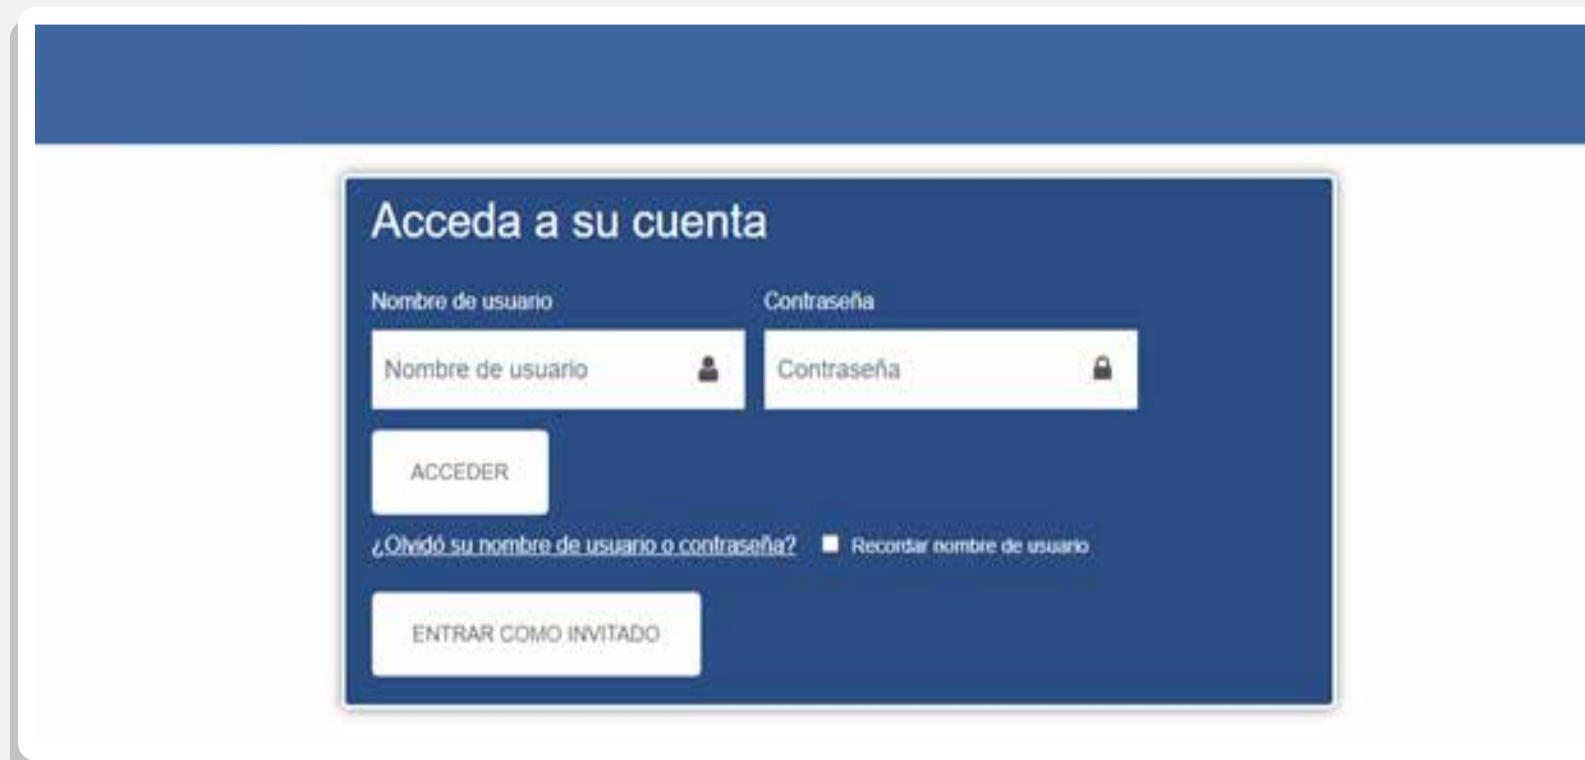 Acceda a su cuenta
Nombre de usuario Contraseña
Nombre de usuario Contraseña
ACCEDER
¿Olvidó su nombre de usuario o contraseña? Recordar nombre de usuario
ENTRAR COMO INVITADO